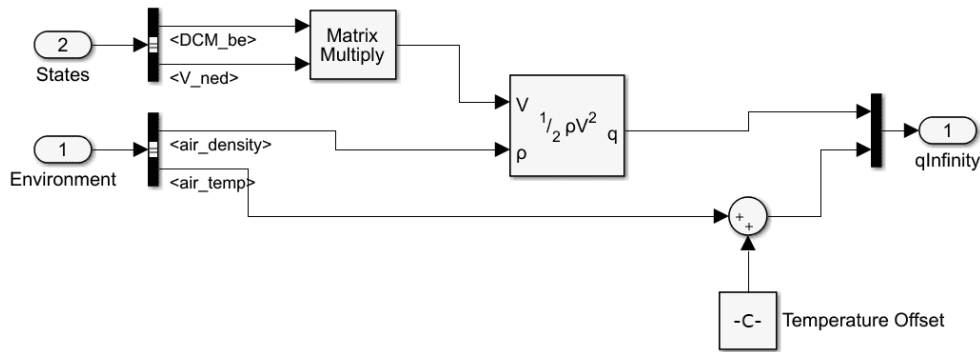 2
States
<DCM_be>
<V_ned>
Matrix
Multiply
1
Environment
<air_density>
<air_temp>
V
ρ
1/2 ρV²
q
1
qInfinity
+
+
-C-
Temperature Offset